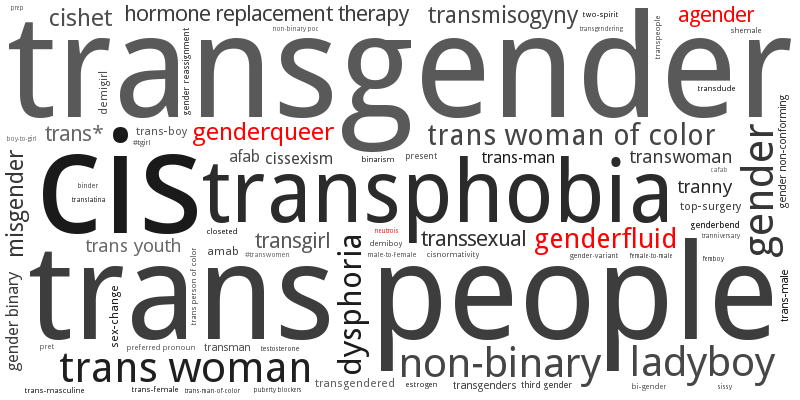 prep
cishet
hormone replacement therapy
transmisogyny
two-spirit
agender
transgender
non-binary poc
transgendering
shemale
transpeople
gender reassignment
demigirl
transdude
boy-to-girl
trans*
trans-boy
#tgirl
genderqueer
trans woman of color
gender non-conforming
gender
misgender
cis
afab
cissexism
binarism
present
trans-man
transwoman
cafab
transphobia
binder
translatina
tranny
top-surgery
closeted
neutrois
genderbend
tranniversary
trans youth
amab
transgirl
#transwomen
demiboy
male-to-female
transsexual
cisnormativity
genderfluid
gender-variant
female-to-male
femboy
trans people
gender binary
sex-change
trans person of color
dysphoria
trans-male
pret
preferred pronoun
transman
testosterone
trans woman
non-binary
ladyboy
trans-masculine
trans-female
trans-man-of-color
puberty blockers
transgendered
estrogen
transgenders
third gender
bi-gender
sissy